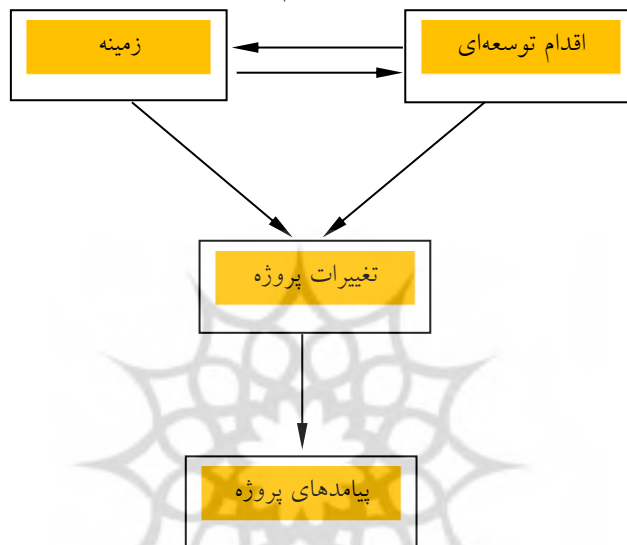 اقدام توسعه‌ای
زمینه
تغییرات پروژه
پیامدهای پروژه